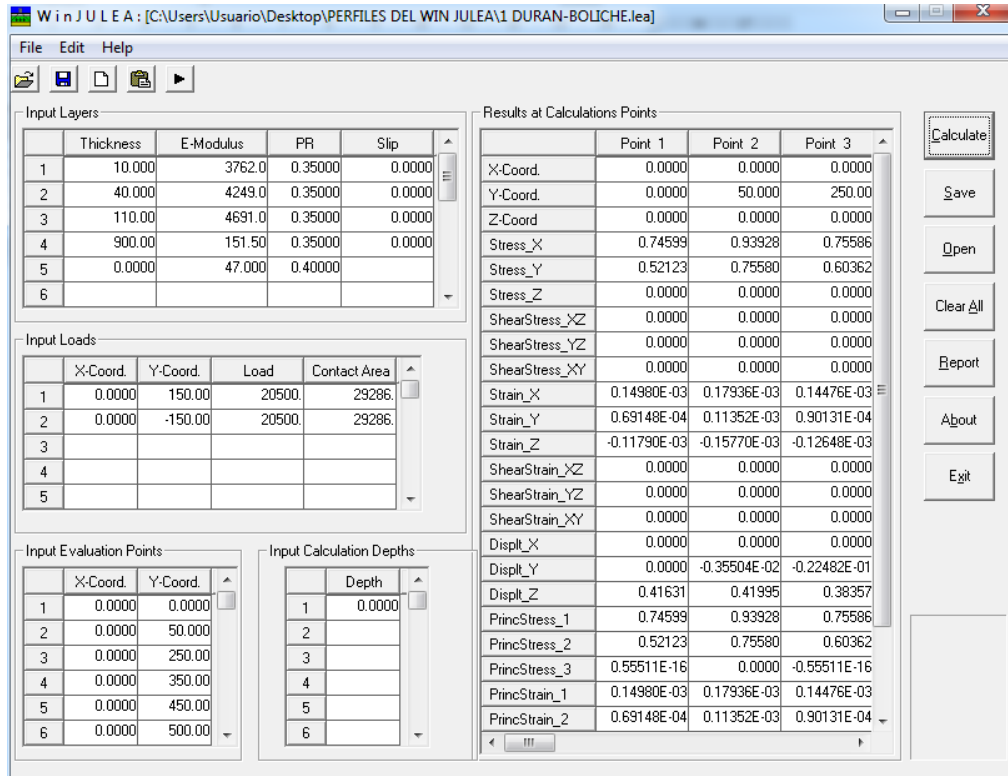 W i n J U L E A : [C:\Users\Usuario\Desktop\PERFILES DEL WIN JULEA\1 DURAN-BOLICHE.lea]
File Edit Help
Input Layers
Thickness E-Modulus PR Slip
1 10.000 3762.0 0.35000 0.0000
2 40.000 4249.0 0.35000 0.0000
3 110.00 4691.0 0.35000 0.0000
4 900.00 151.50 0.35000 0.0000
5 0.0000 47.000 0.40000
6
Input Loads
X-Coord. Y-Coord. Load Contact Area
1 0.0000 150.00 20500. 29286.
2 0.0000 -150.00 20500. 29286.
3
4
5
Input Evaluation Points
X-Coord. Y-Coord.
1 0.0000 0.0000
2 0.0000 50.000
3 0.0000 250.00
4 0.0000 350.00
5 0.0000 450.00
6 0.0000 500.00
Input Calculation Depths
Depth
1 0.0000
2
3
4
5
6
Results at Calculations Points
Point 1 Point 2 Point 3
X-Coord. 0.0000 0.0000 0.0000
Y-Coord. 0.0000 50.000 250.00
Z-Coord 0.0000 0.0000 0.0000
Stress_X 0.74599 0.93928 0.75586
Stress_Y 0.52123 0.75580 0.60362
Stress_Z 0.0000 0.0000 0.0000
ShearStress_XZ 0.0000 0.0000 0.0000
ShearStress_YZ 0.0000 0.0000 0.0000
ShearStress_XY 0.0000 0.0000 0.0000
Strain_X 0.14980E-03 0.17936E-03 0.14476E-03
Strain_Y 0.69148E-04 0.11352E-03 0.90131E-04
Strain_Z -0.11790E-03 -0.15770E-03 -0.12648E-03
ShearStrain_XZ 0.0000 0.0000 0.0000
ShearStrain_YZ 0.0000 0.0000 0.0000
ShearStrain_XY 0.0000 0.0000 0.0000
Displt_X 0.0000 0.0000 0.0000
Displt_Y 0.0000 -0.35504E-02 -0.22482E-01
Displt_Z 0.41631 0.41995 0.38357
PrincStress_1 0.74599 0.93928 0.75586
PrincStress_2 0.52123 0.75580 0.60362
PrincStress_3 0.55511E-16 0.0000 -0.55511E-16
PrincStrain_1 0.14980E-03 0.17936E-03 0.14476E-03
PrincStrain_2 0.69148E-04 0.11352E-03 0.90131E-04
Calculate
Save
Open
Clear All
Report
About
Exit